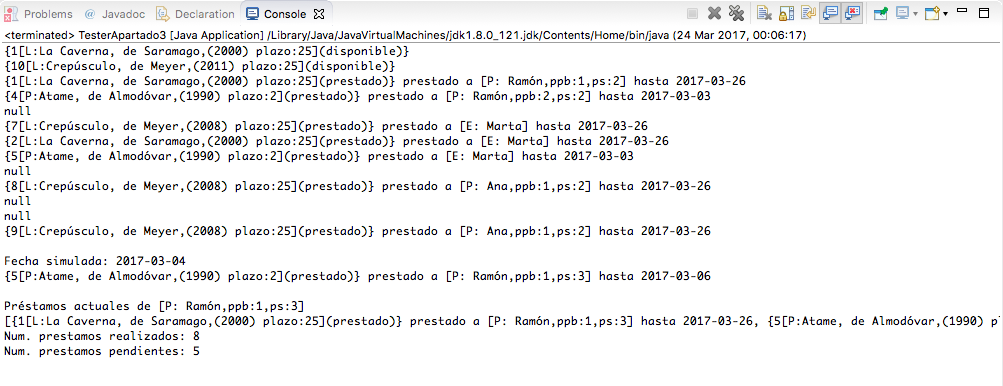 Problems @ Javadoc Declaration Console
<terminated> TesterApartado3 [Java Application] /Library/Java/JavaVirtualMachines/jdk1.8.0_121.jdk/Contents/Home/bin/java (24 Mar 2017, 00:06:17)
{1[L:La Caverna, de Saramago,(2000) plazo:25](disponible)}
{10[L:Crepúsculo, de Meyer,(2011) plazo:25](disponible)}
{1[L:La Caverna, de Saramago,(2000) plazo:25](prestado)} prestado a [P: Ramón,ppb:1,ps:2] hasta 2017-03-26
{4[P:Atame, de Almodóvar,(1990) plazo:2](prestado)} prestado a [P: Ramón,ppb:2,ps:2] hasta 2017-03-03
null
{7[L:Crepúsculo, de Meyer,(2008) plazo:25](prestado)} prestado a [E: Marta] hasta 2017-03-26
{2[L:La Caverna, de Saramago,(2000) plazo:25](prestado)} prestado a [E: Marta] hasta 2017-03-26
{5[P:Atame, de Almodóvar,(1990) plazo:2](prestado)} prestado a [E: Marta] hasta 2017-03-03
null
{8[L:Crepúsculo, de Meyer,(2008) plazo:25](prestado)} prestado a [P: Ana,ppb:1,ps:2] hasta 2017-03-26
null
null
{9[L:Crepúsculo, de Meyer,(2008) plazo:25](prestado)} prestado a [P: Ana,ppb:1,ps:2] hasta 2017-03-26
Fecha simulada: 2017-03-04
{5[P:Atame, de Almodóvar,(1990) plazo:2](prestado)} prestado a [P: Ramón,ppb:1,ps:3] hasta 2017-03-06
Préstamos actuales de [P: Ramón,ppb:1,ps:3]
[{1[L:La Caverna, de Saramago,(2000) plazo:25](prestado)} prestado a [P: Ramón,ppb:1,ps:3] hasta 2017-03-26, {5[P:Atame, de Almodóvar,(1990) pl
Num. prestamos realizados: 8
Num. prestamos pendientes: 5